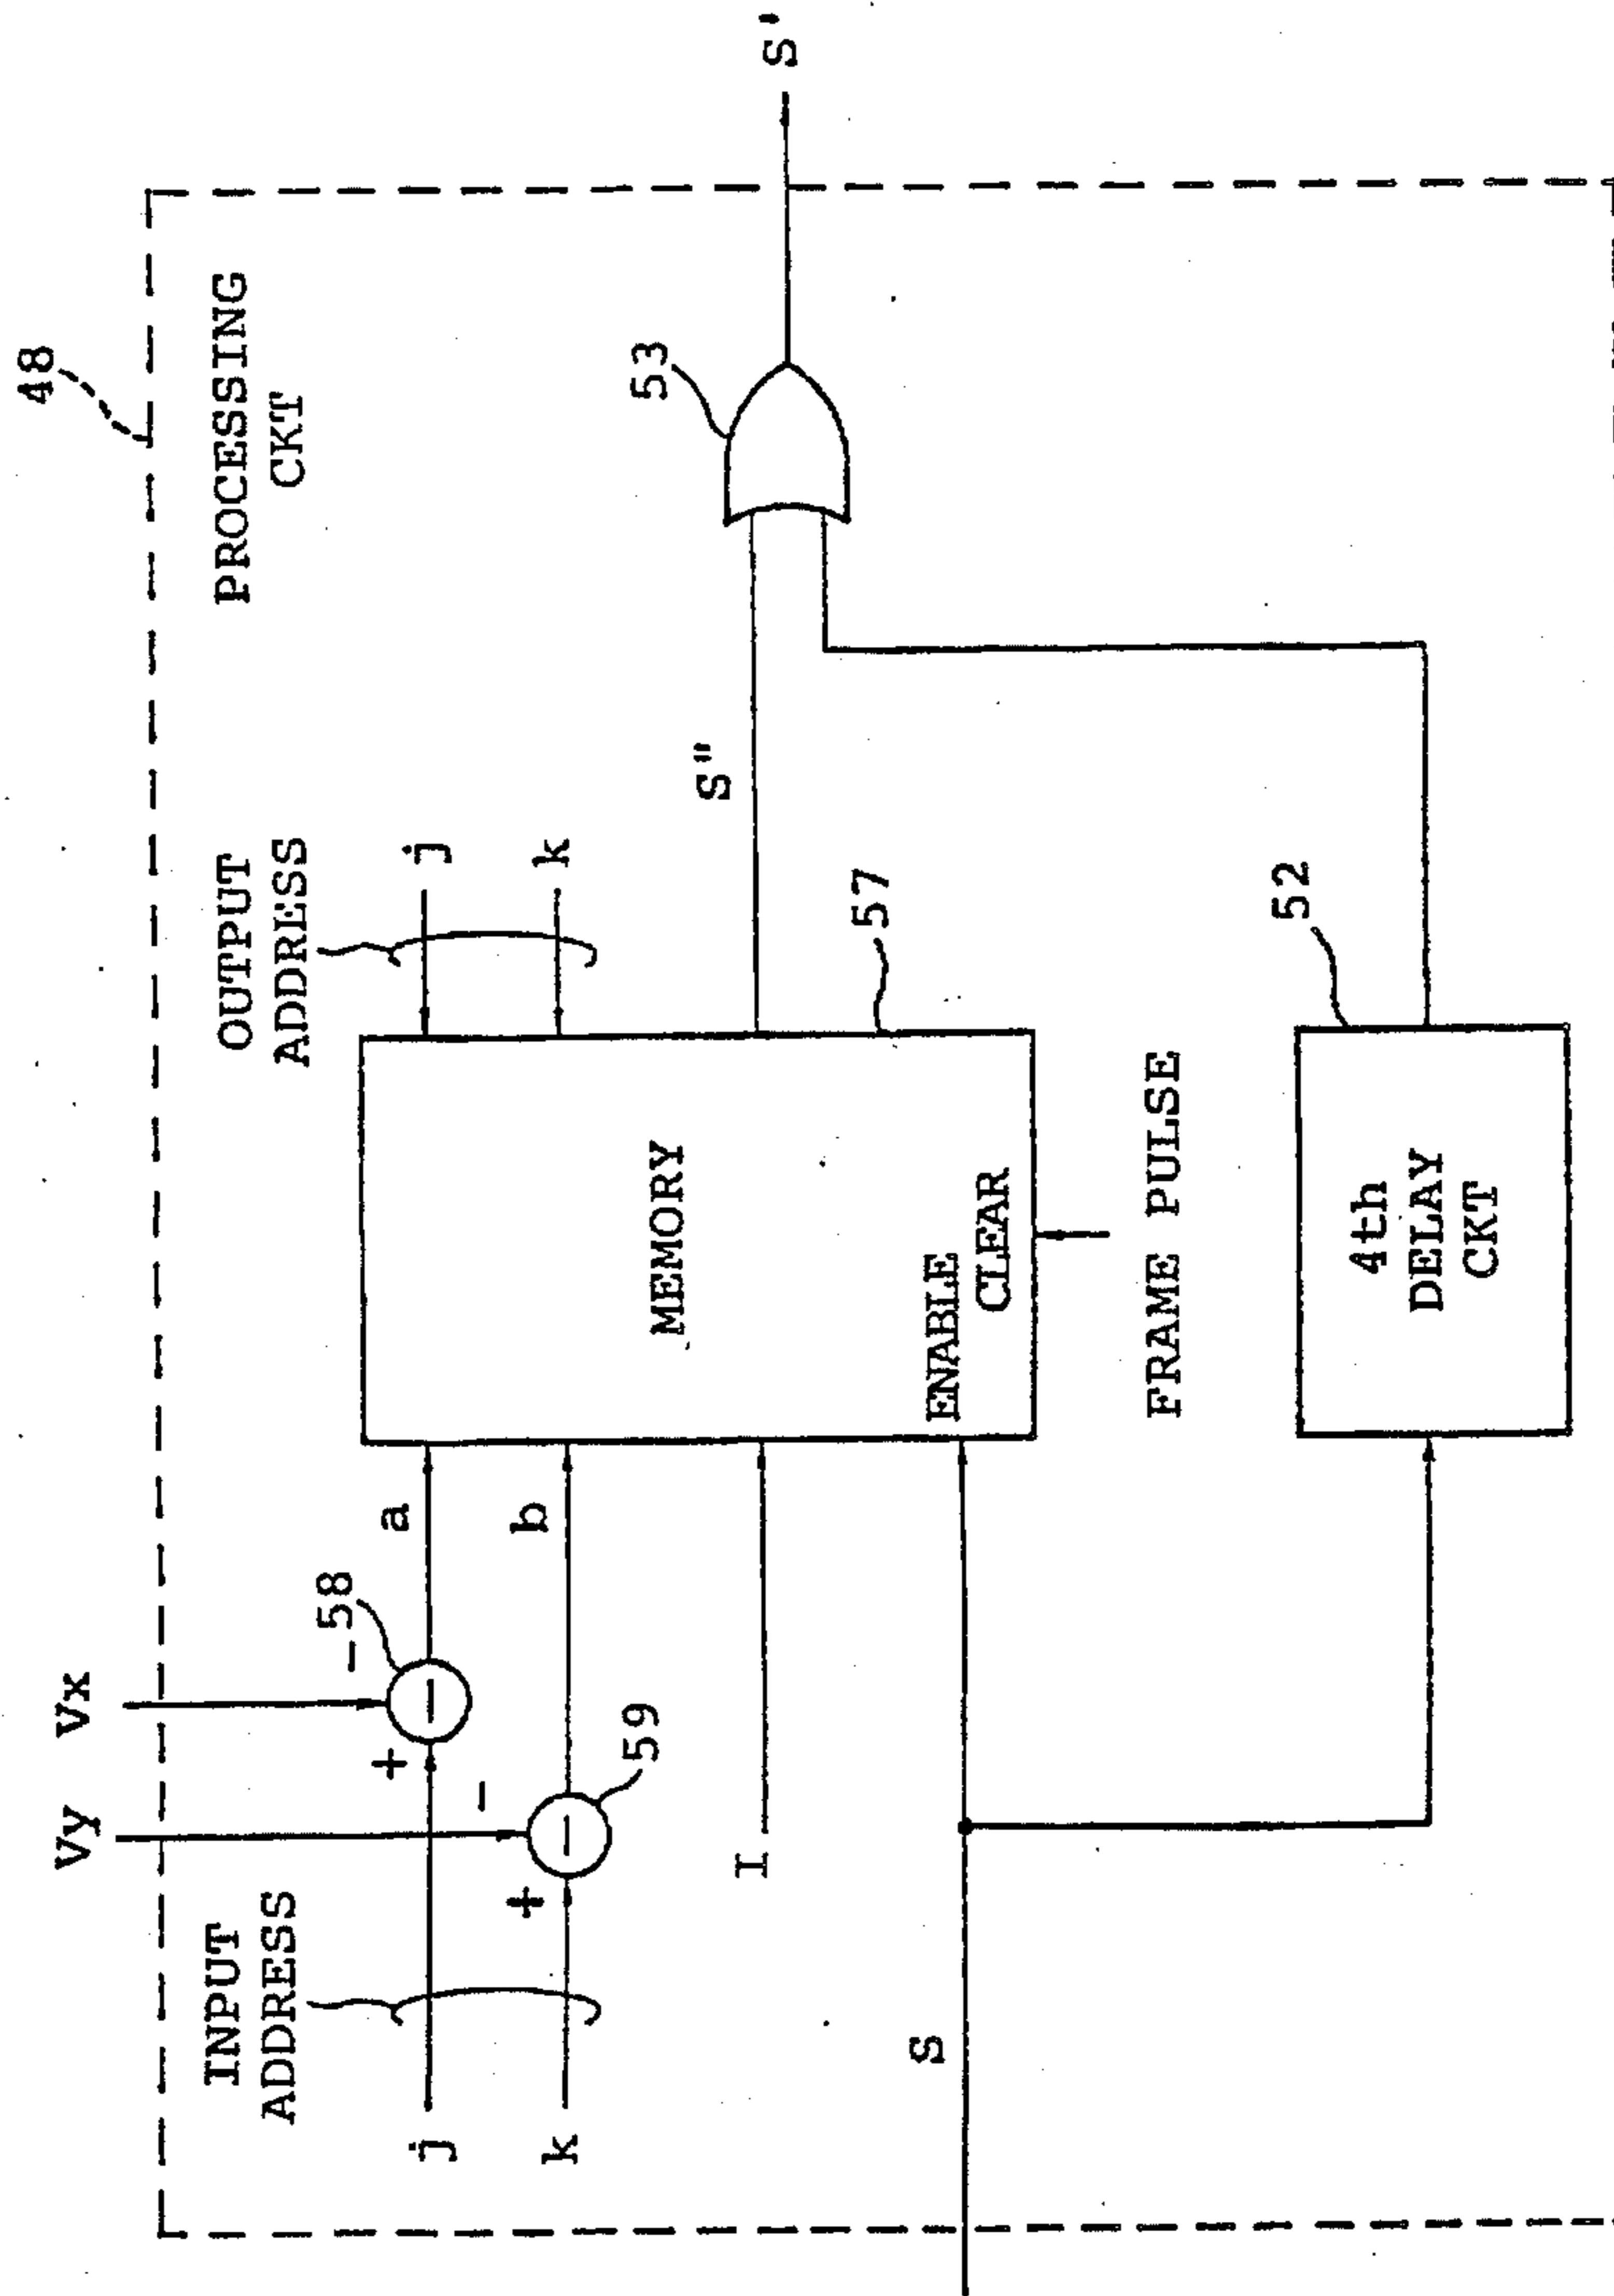 48
PROCESSING
CKT
Vy
Vx
INPUT
ADDRESS
OUTPUT
ADDRESS
j
k
+
-
58
+
-
59
-
-
a
b
I
S
MEMORY
ENABLE
CLEAR
j
k
57
FRAME PULSE
S"
53
S'
4th
DELAY
CKT
52